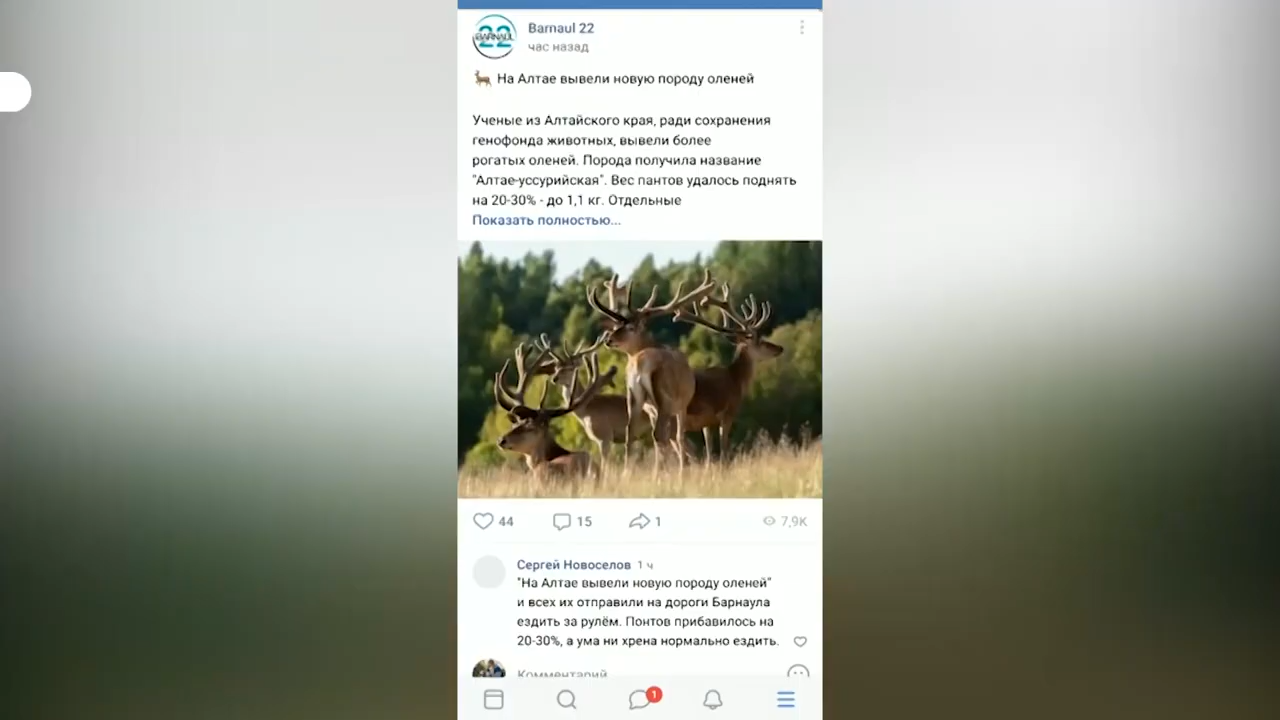 Barnaul 22
час назад
22
BARNAUL
На Алтае вывели новую породу оленей
Ученые из Алтайского края, ради сохранения
генофонда животных, вывели более
рогатых оленей. Порода получила название
"Алтае-уссурийская". Вес пантов удалось поднять
на 20-30% - до 1,1 кг. Отдельные
Показать полностью...
44
15
1
7,9K
Сергей Новоселов 1 ч
"На Алтае вывели новую породу оленей"
и всех их отправили на дороги Барнаула
ездить за рулём. Понтов прибавилось на
20-30%, а ума ни хрена нормально ездить.
Комментарий
1